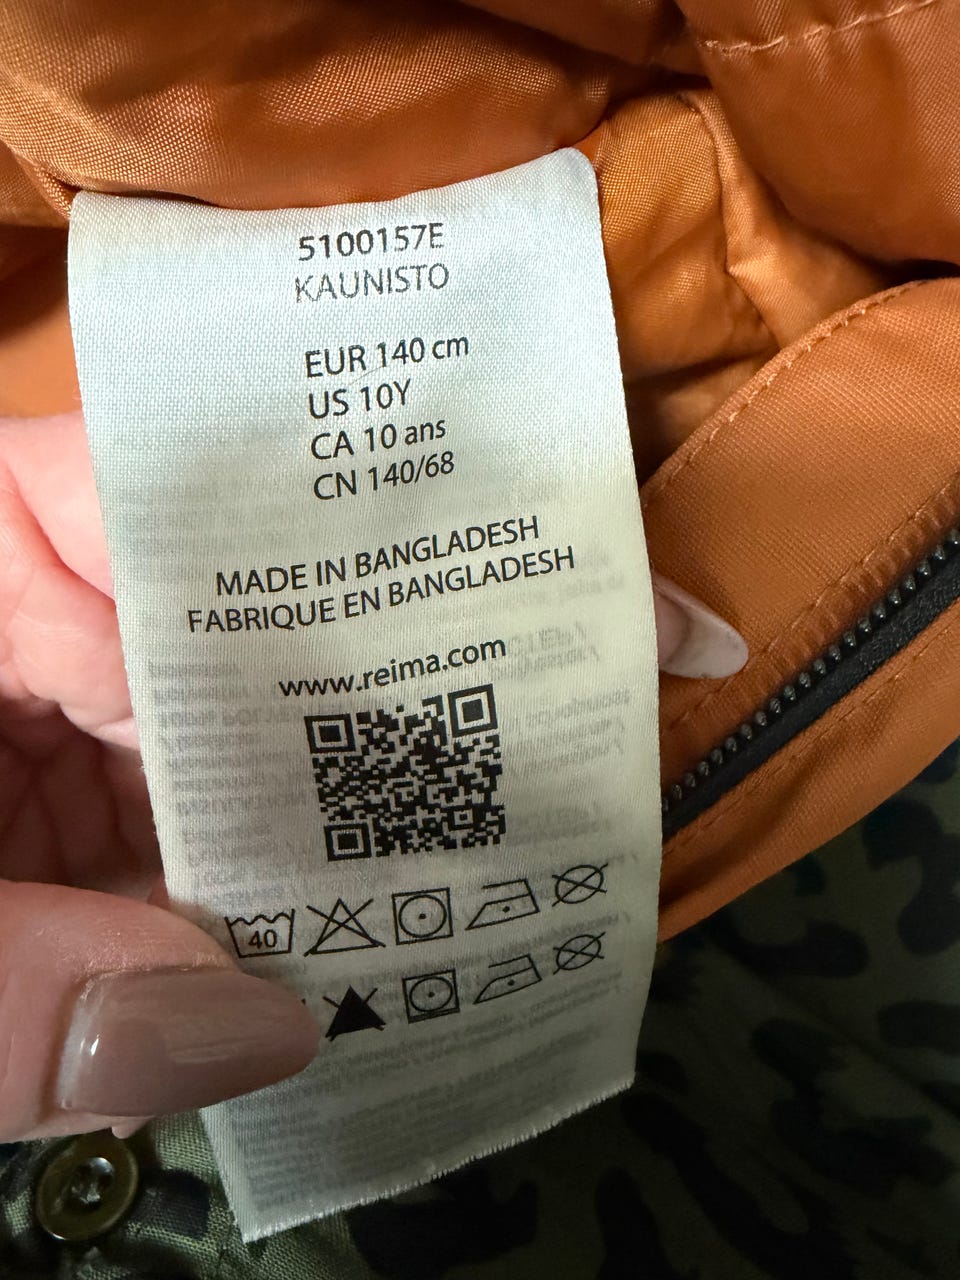 5100157E
KAUNISTO
EUR 140 cm
US 10Y
CA 10 ans
CN 140/68
MADE IN BANGLADESH
FABRIQUE EN BANGLADESH
www.reima.com
40